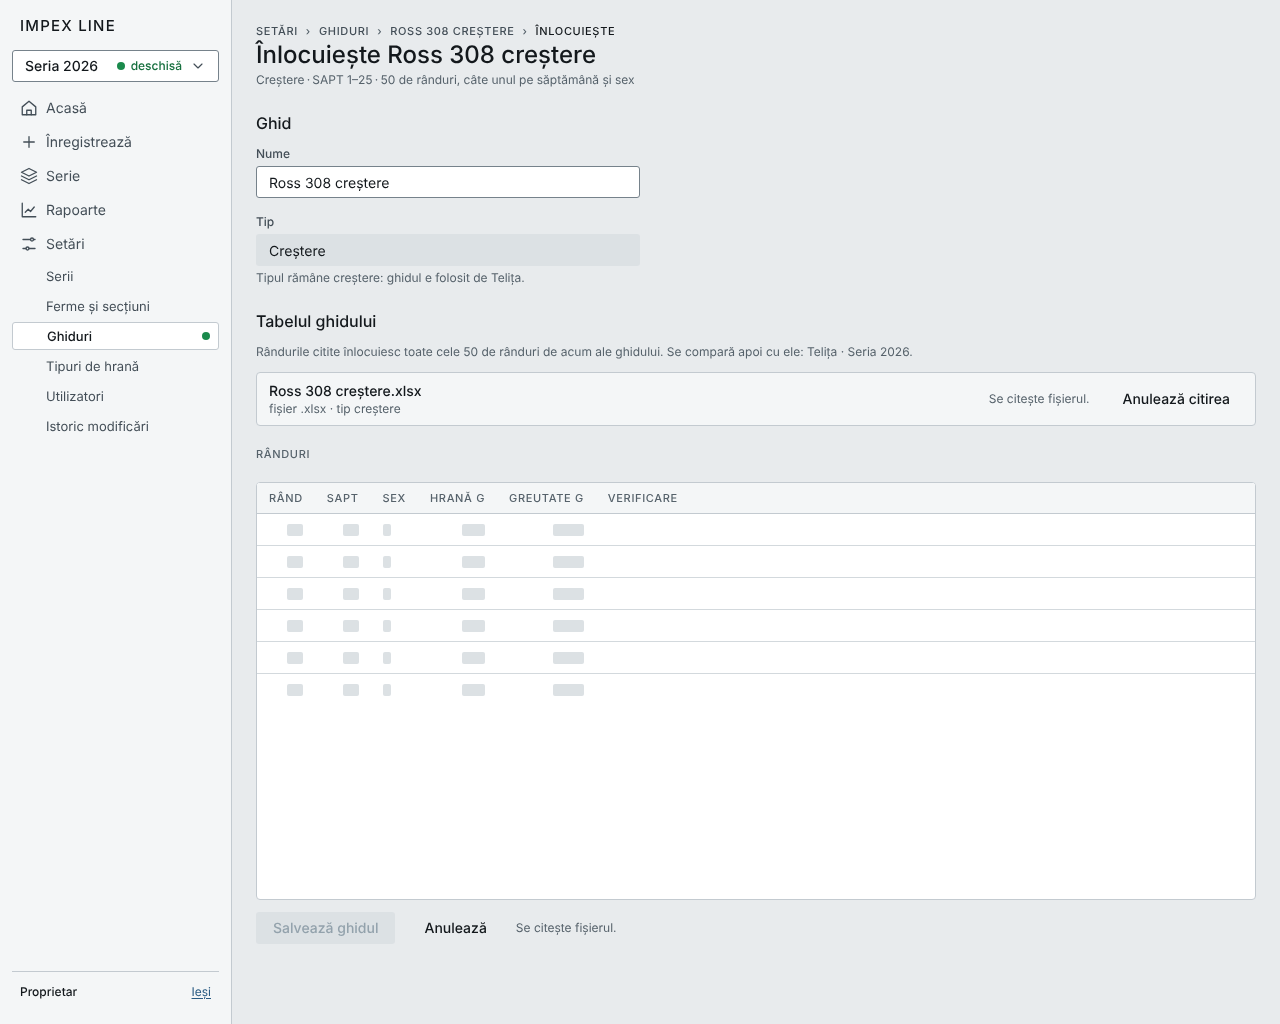 IMPEX LINE
Seria 2026 deschisă
Acasă
Înregistrează
Serie
Rapoarte
Setări
Serii
Ferme și secțiuni
Ghiduri
Tipuri de hrană
Utilizatori
Istoric modificări
Proprietar Ieși
SETĂRI › GHIDURI › ROSS 308 CREȘTERE › ÎNLOCUIEȘTE
Înlocuiește Ross 308 creștere
Creștere · SAPT 1–25 · 50 de rânduri, câte unul pe săptămână și sex
Ghid
Nume
Ross 308 creștere
Tip
Creștere
Tipul rămâne creștere: ghidul e folosit de Telița.
Tabelul ghidului
Rândurile citite înlocuiesc toate cele 50 de rânduri de acum ale ghidului. Se compară apoi cu ele: Telița · Seria 2026.
Ross 308 creștere.xlsx
fișier .xlsx · tip creștere
Se citește fișierul. Anulează citirea
RÂNDURI
RÂND SAPT SEX HRANĂ G GREUTATE G VERIFICARE
Salvează ghidul Anulează Se citește fișierul.